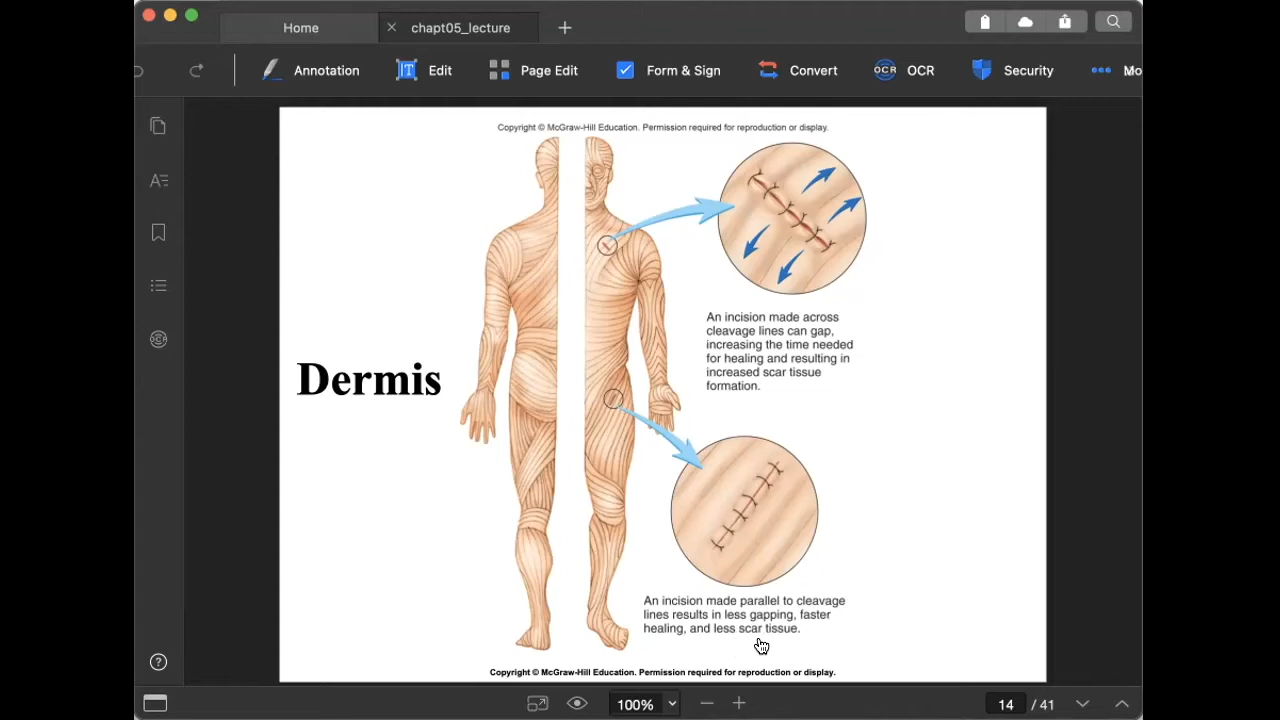 Home
chapt05_lecture
Annotation
Edit
Page Edit
Form & Sign
Convert
OCR
OCR
Security
Mo
Copyright © McGraw-Hill Education. Permission required for reproduction or display.
An incision made across
cleavage lines can gap,
increasing the time needed
for healing and resulting in
increased scar tissue
formation.
Dermis
An incision made parallel to cleavage
lines results in less gapping, faster
healing, and less scar tissue.
Copyright © McGraw-Hill Education. Permission required for reproduction or display.
100%
14 / 41